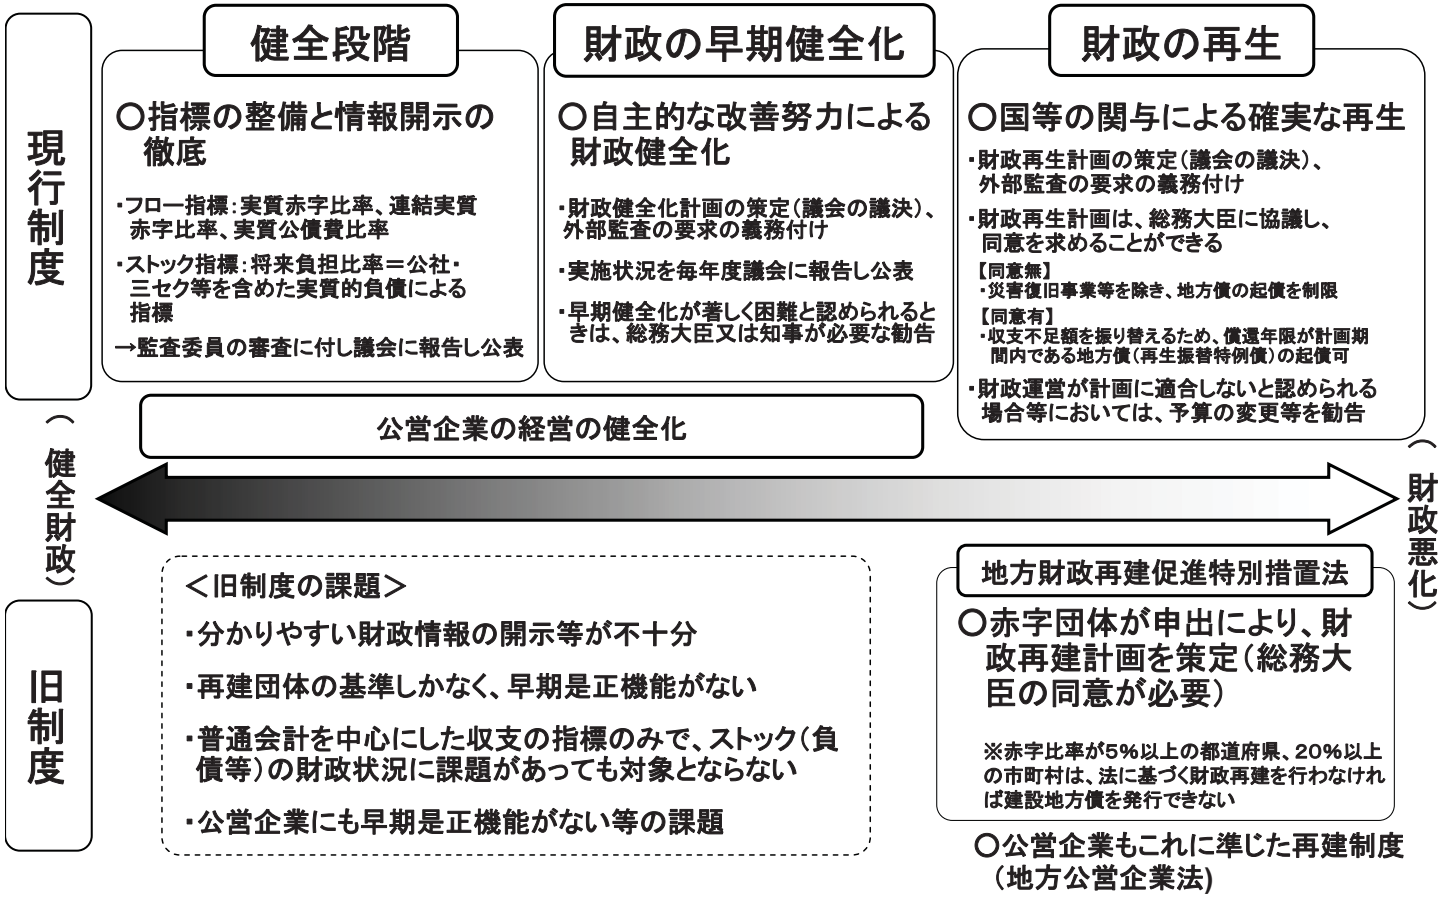 現行制度
健全段階
〇指標の整備と情報開示の
徹底
・フロー指標：実質赤字比率、連結実質
赤字比率、実質公債費比率
・ストック指標：将来負担比率＝公社・
三セク等を含めた実質的負債による
指標
→監査委員の審査に付し議会に報告し公表
財政の早期健全化
〇自主的な改善努力による
財政健全化
・財政健全化計画の策定（議会の議決）、
外部監査の要求の義務付け
・実施状況を毎年度議会に報告し公表
・早期健全化が著しく困難と認められると
きは、総務大臣又は知事が必要な勧告
財政の再生
〇国等の関与による確実な再生
・財政再生計画の策定（議会の議決）、
外部監査の要求の義務付け
・財政再生計画は、総務大臣に協議し、
同意を求めることができる
【同意無】
・災害復旧事業等を除き、地方債の起債を制限
【同意有】
・収支不足額を振り替えるため、償還年限が計画期
間内である地方債（再生振替特例債）の起債可
・財政運営が計画に適合しないと認められる
場合等においては、予算の変更等を勧告
公営企業の経営の健全化
（健全財政）
（財政悪化）
旧制度
＜旧制度の課題＞
・分かりやすい財政情報の開示等が不十分
・再建団体の基準しかなく、早期是正機能がない
・普通会計を中心にした収支の指標のみで、ストック（負
債等）の財政状況に課題があっても対象とならない
・公営企業にも早期是正機能がない等の課題
地方財政再建促進特別措置法
〇赤字団体が申出により、財
政再建計画を策定（総務大
臣の同意が必要）
※赤字比率が5％以上の都道府県、20％以上
の市町村は、法に基づく財政再建を行わなけれ
ば建設地方債を発行できない
〇公営企業もこれに準じた再建制度
（地方公営企業法)